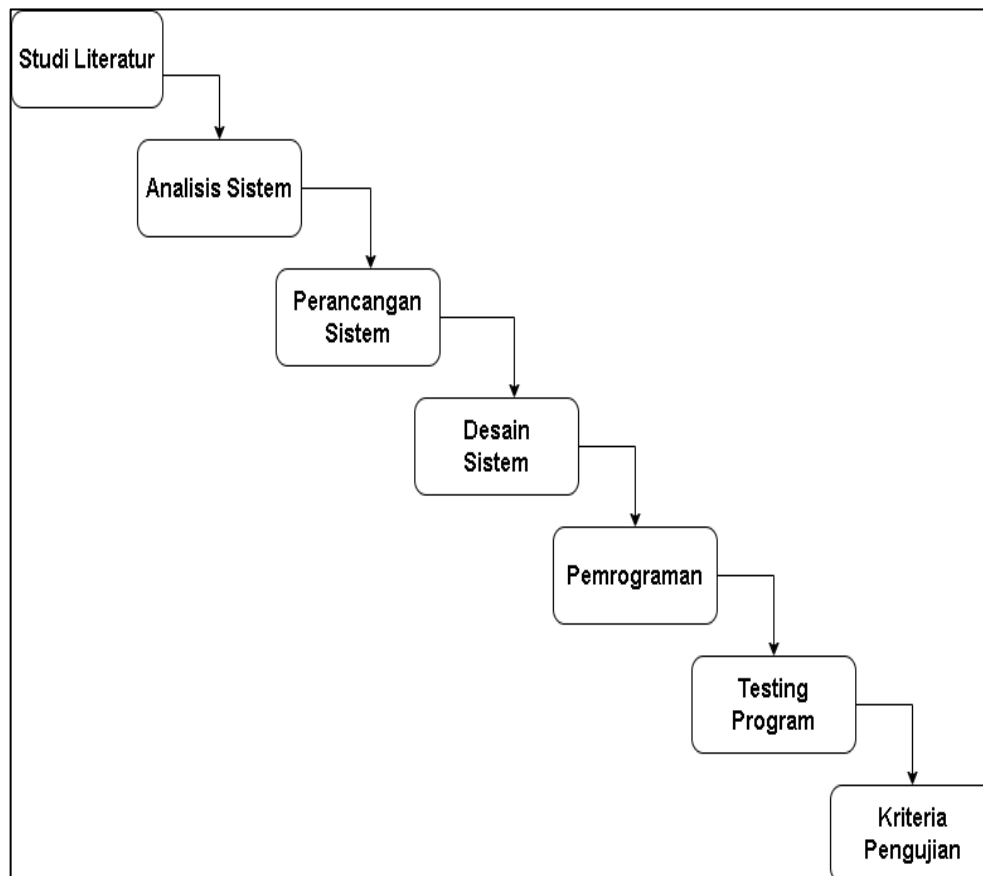 Studi Literatur
Analisis Sistem
Perancangan
Sistem
Desain
Sistem
Pemrograman
Testing
Program
Kriteria
Pengujian